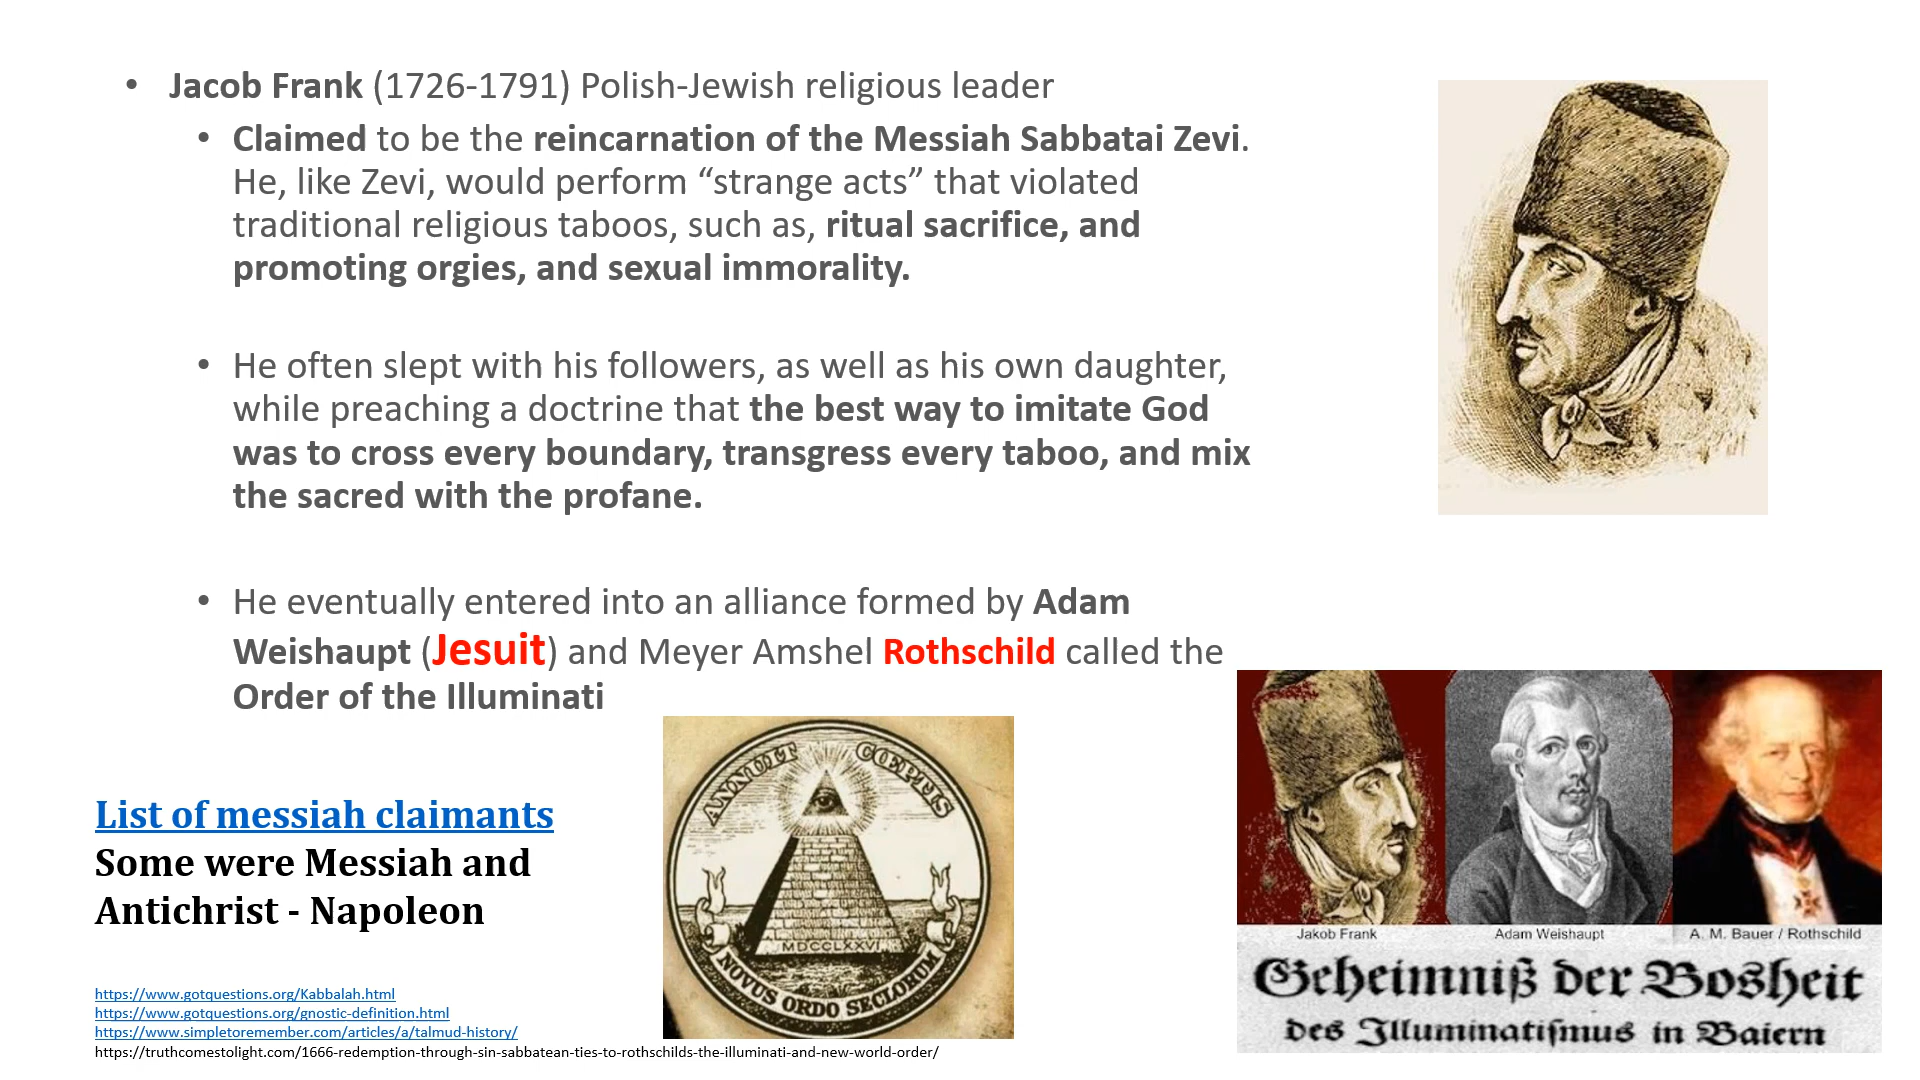 • Jacob Frank (1726-1791) Polish-Jewish religious leader
• Claimed to be the reincarnation of the Messiah Sabbatai Zevi.
He, like Zevi, would perform “strange acts” that violated
traditional religious taboos, such as, ritual sacrifice, and
promoting orgies, and sexual immorality.
• He often slept with his followers, as well as his own daughter,
while preaching a doctrine that the best way to imitate God
was to cross every boundary, transgress every taboo, and mix
the sacred with the profane.
• He eventually entered into an alliance formed by Adam
Weishaupt (Jesuit) and Meyer Amshel Rothschild called the
Order of the Illuminati
List of messiah claimants
Some were Messiah and
Antichrist - Napoleon
https://www.gotquestions.org/Kabbalah.html
https://www.gotquestions.org/gnostic-definition.html
https://www.simpletoremember.com/articles/a/talmud-history/
https://truthcomestolight.com/1666-redemption-through-sin-sabbatean-ties-to-rothschilds-the-illuminati-and-new-world-order/
ANNUIT COEPTIS
MDCCLXXVI
NOVUS ORDO SECLORUM
Jakob Frank
Adam Weishaupt
A. M. Bauer / Rothschild
Geheimniß der Bosheit
des Illuminatismus in Baiern